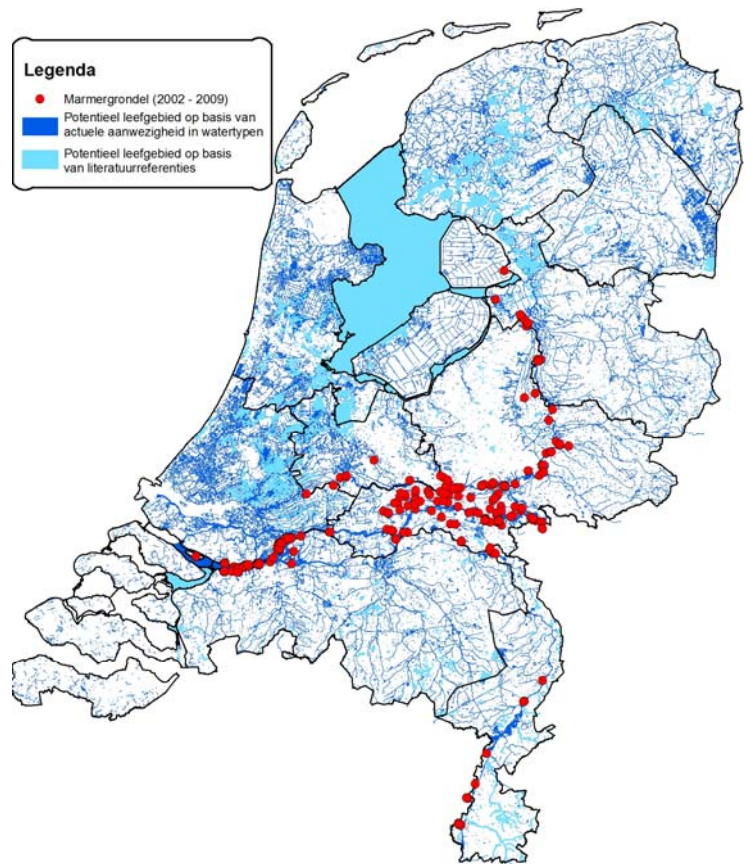 Legenda
Marmergrondel (2002 - 2009)
Potentieel leefgebied op basis van
actuele aanwezigheid in watertypen
Potentieel leefgebied op basis
van literatuurreferenties